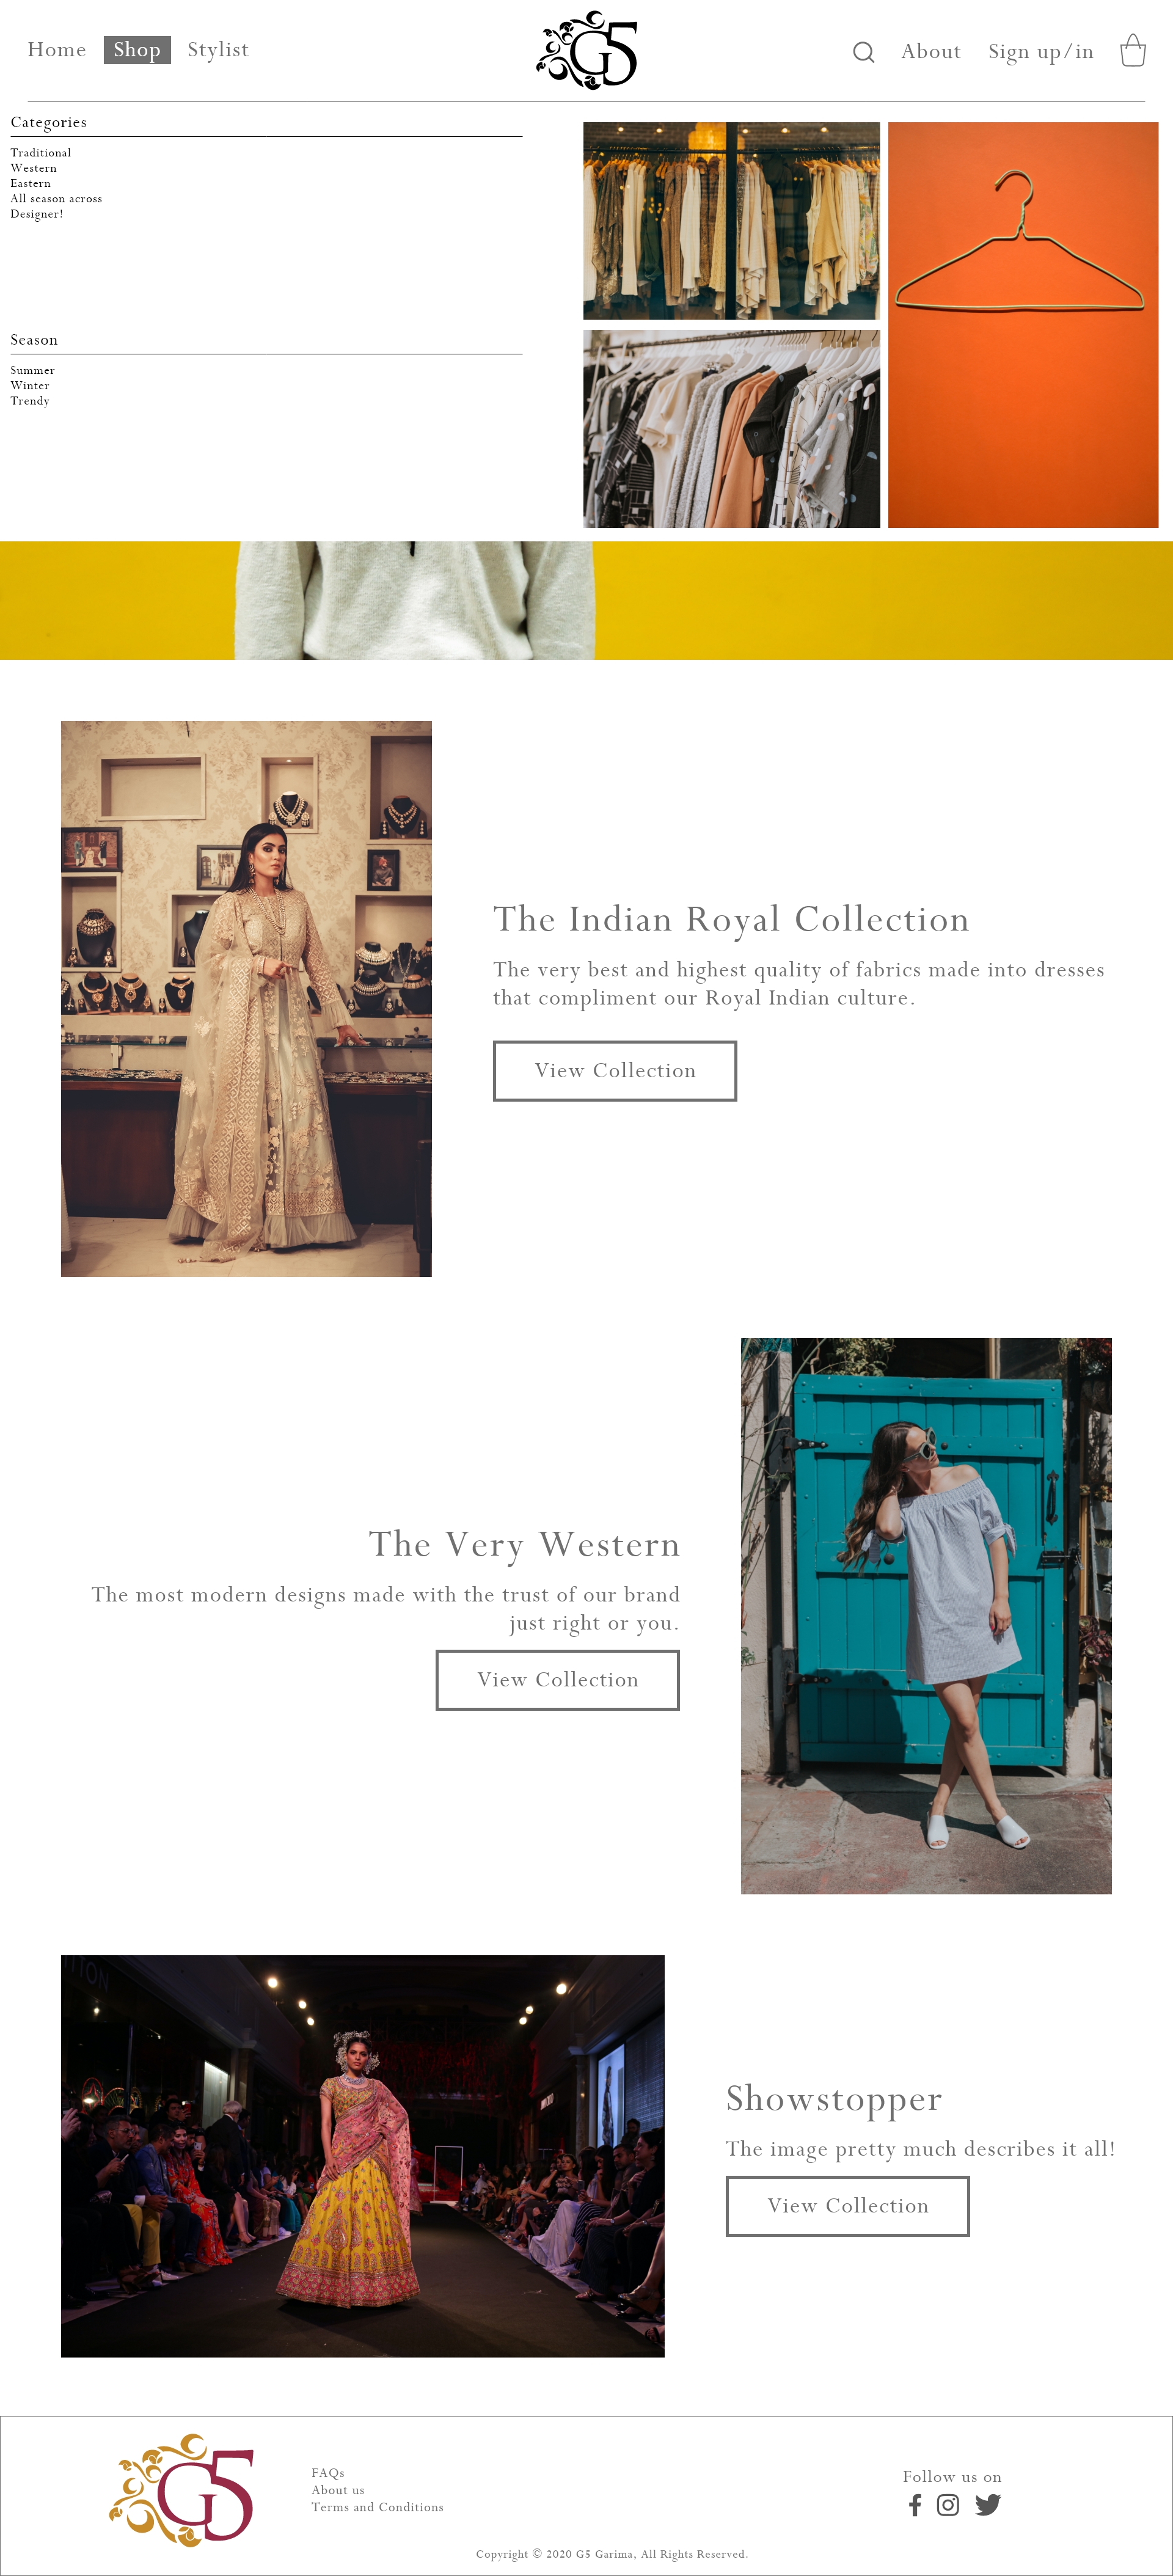 Home Shop Stylist G5 About Sign up/in
Categories
Traditional
Western
Eastern
All season across
Designer!
Season
Summer
Winter
Trendy
The Indian Royal Collection
The very best and highest quality of fabrics made into dresses
that compliment our Royal Indian culture.
View Collection
The Very Western
The most modern designs made with the trust of our brand
just right or you.
View Collection
Showstopper
The image pretty much describes it all!
View Collection
G5
FAQs
About us
Terms and Conditions
Follow us on
Copyright © 2020 G5 Garima, All Rights Reserved.